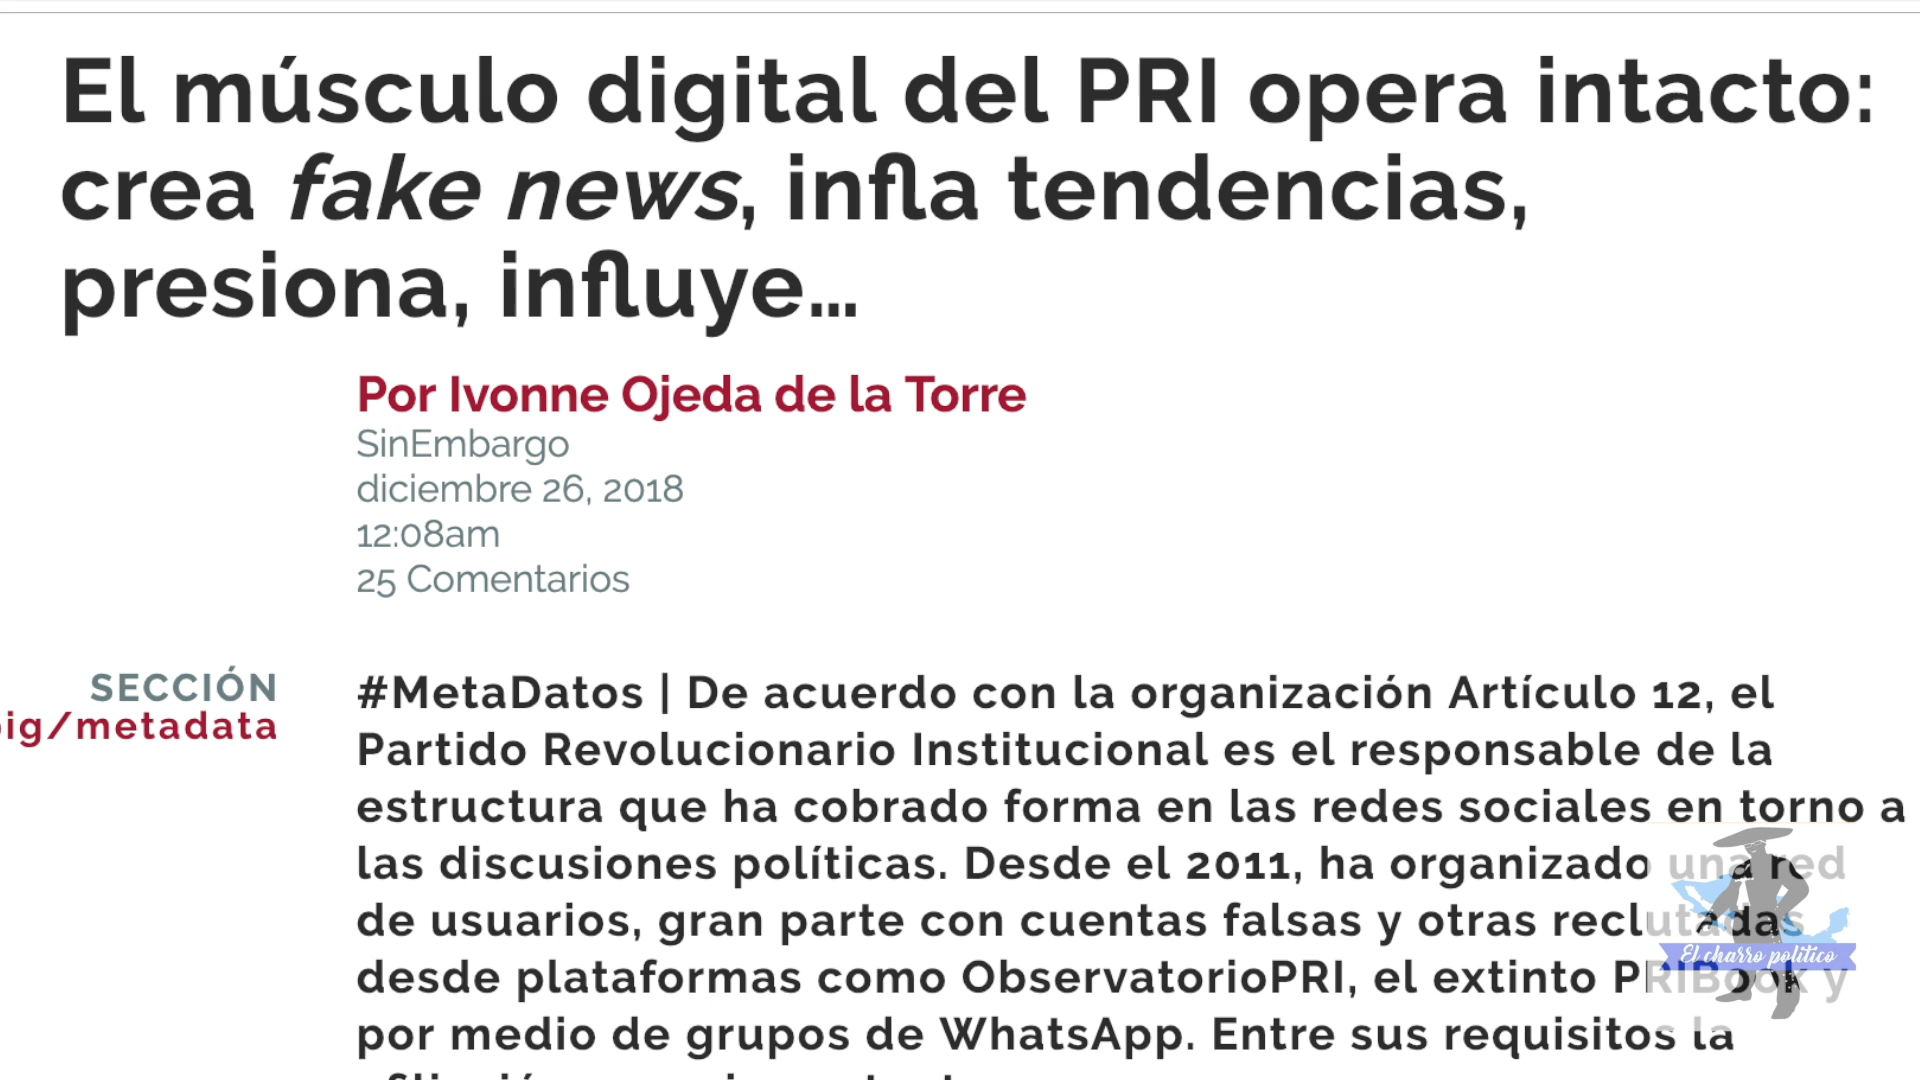 El músculo digital del PRI opera intacto:
crea fake news, infla tendencias,
presiona, influye...
Por Ivonne Ojeda de la Torre
SinEmbargo
diciembre 26, 2018
12:08am
25 Comentarios
SECCIÓN
ig/metadata
#MetaDatos | De acuerdo con la organización Artículo 12, el
Partido Revolucionario Institucional es el responsable de la
estructura que ha cobrado forma en las redes sociales en torno a
las discusiones políticas. Desde el 2011, ha organizado una red
de usuarios, gran parte con cuentas falsas y otras reclutadas
desde plataformas como ObservatorioPRI, el extinto PRIBook y
por medio de grupos de WhatsApp. Entre sus requisitos la
El charro político